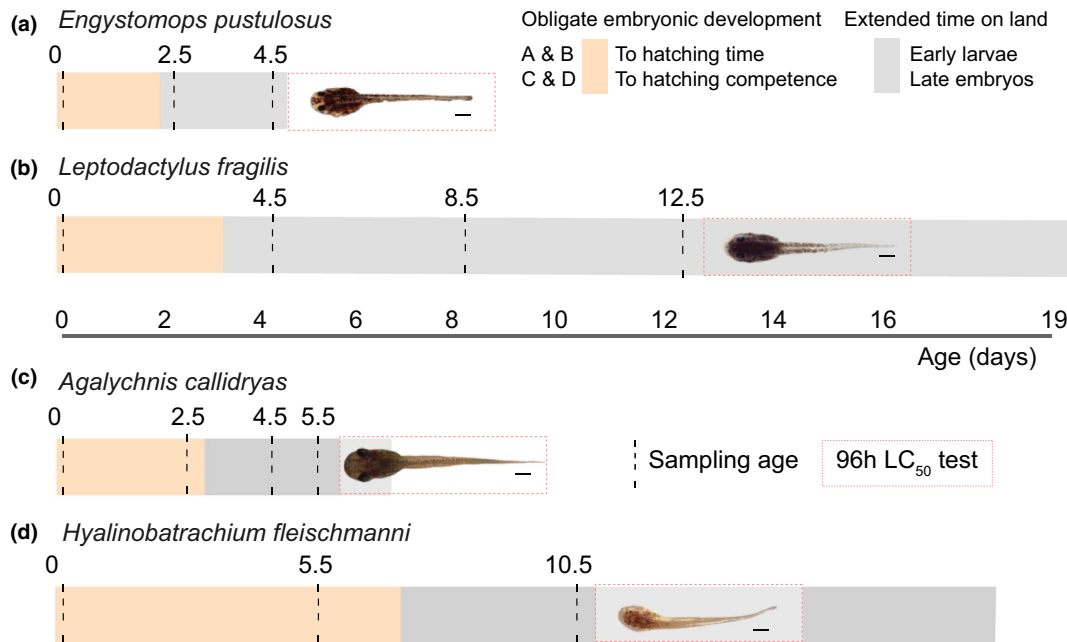 (a) Engystomops pustulosus
0 2.5 4.5
Obligate embryonic development
A & B To hatching time
C & D To hatching competence
Extended time on land
Early larvae
Late embryos
(b) Leptodactylus fragilis
0 4.5 8.5 12.5
0 2 4 6 8 10 12 14 16 19
Age (days)
(c) Agalychnis callidryas
0 2.5 4.5 5.5
Sampling age
96h LC50 test
(d) Hyalinobatrachium fleischmanni
0 5.5 10.5